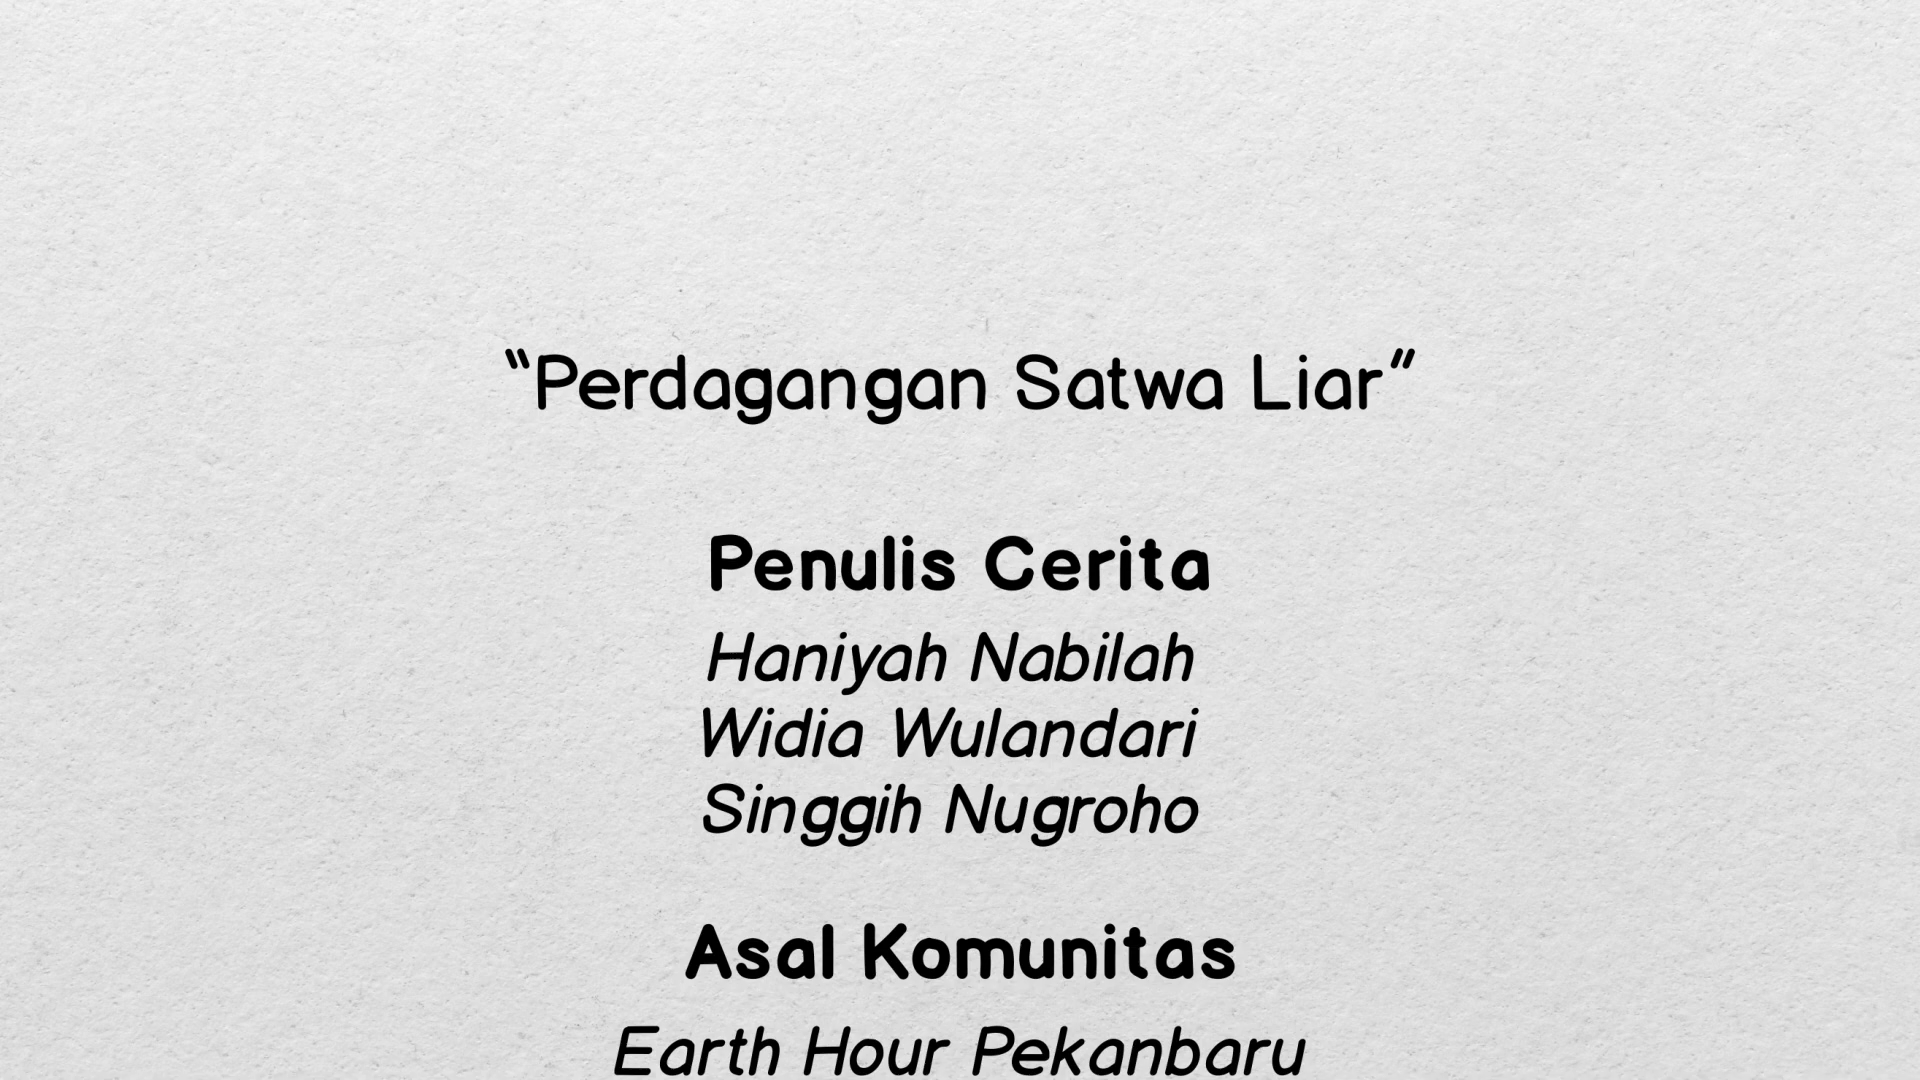 “Perdagangan Satwa Liar”
Penulis Cerita
Haniyah Nabilah
Widia Wulandari
Singgih Nugroho
Asal Komunitas
Earth Hour Pekanbaru